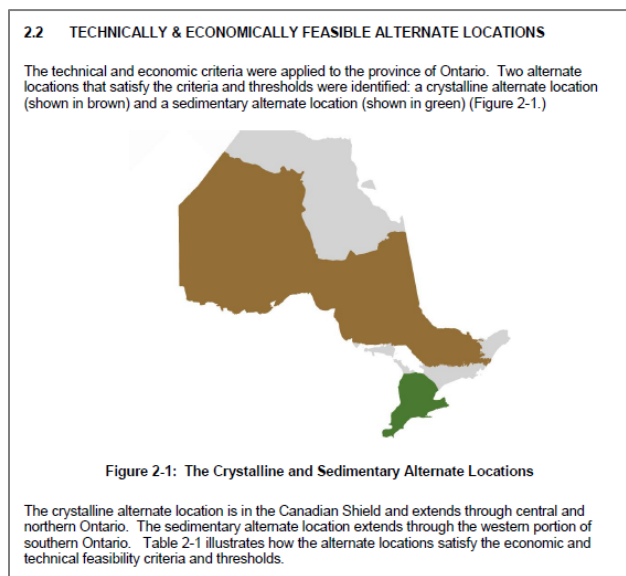 2.2 TECHNICALLY & ECONOMICALLY FEASIBLE ALTERNATE LOCATIONS
The technical and economic criteria were applied to the province of Ontario. Two alternate
locations that satisfy the criteria and thresholds were identified: a crystalline alternate location
(shown in brown) and a sedimentary alternate location (shown in green) (Figure 2-1.)
Figure 2-1: The Crystalline and Sedimentary Alternate Locations
The crystalline alternate location is in the Canadian Shield and extends through central and
northern Ontario. The sedimentary alternate location extends through the western portion of
southern Ontario. Table 2-1 illustrates how the alternate locations satisfy the economic and
technical feasibility criteria and thresholds.